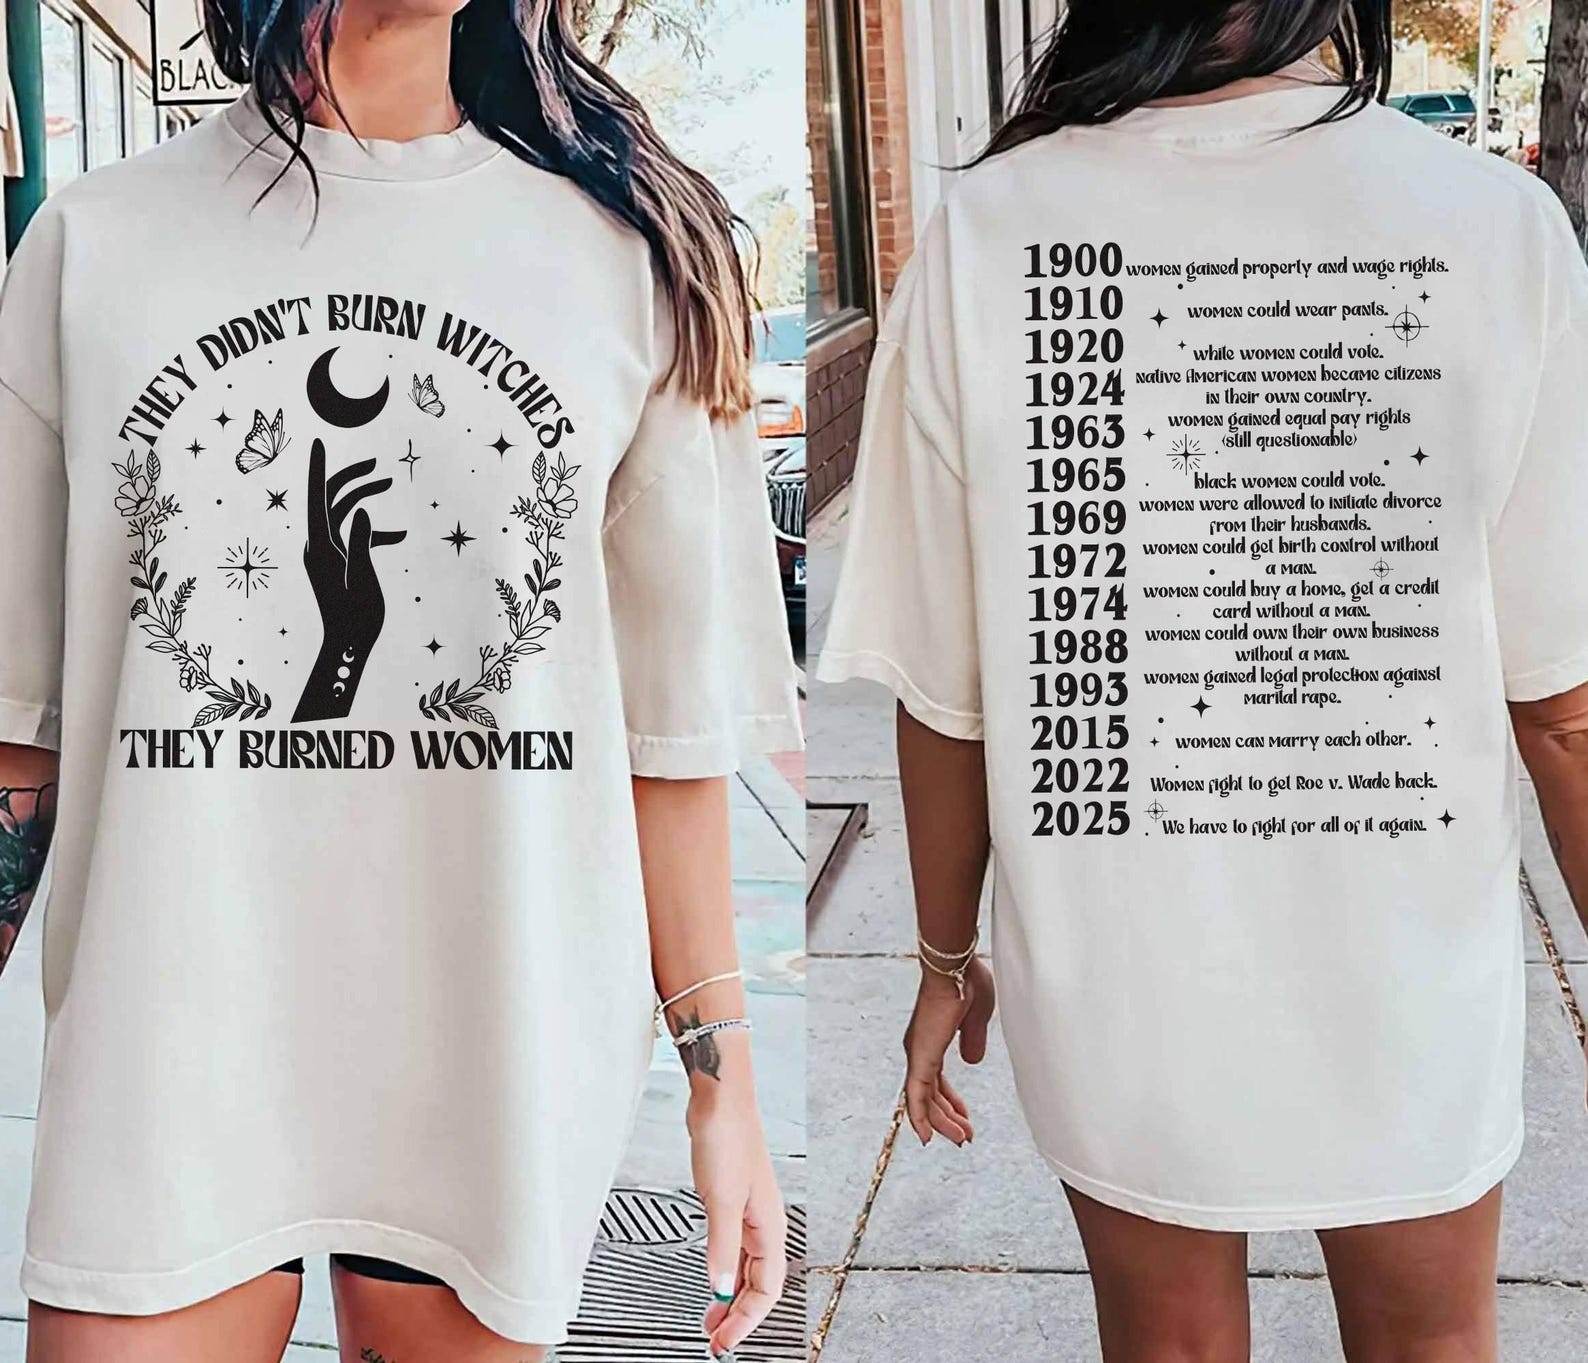 BLAC
THEY DIDN'T BURN WITCHES
THEY BURNED WOMEN
1900 women gained property and wage rights.
1910 women could wear pants.
1920 while women could vote.
1924 native American women became citizens
in their own country.
1963 women gained equal pay rights
(still questionable)
1965 black women could vote.
1969 women were allowed to initiate divorce
from their husbands.
1972 women could get birth control without
a man.
1974 women could buy a home, get a credit
card without a man.
1988 women could own their own business
without a man.
1993 women gained legal protection against
marital rape.
2015 women can marry each other.
2022 Women fight to get Roe v. Wade back.
2025 We have to fight for all of it again.